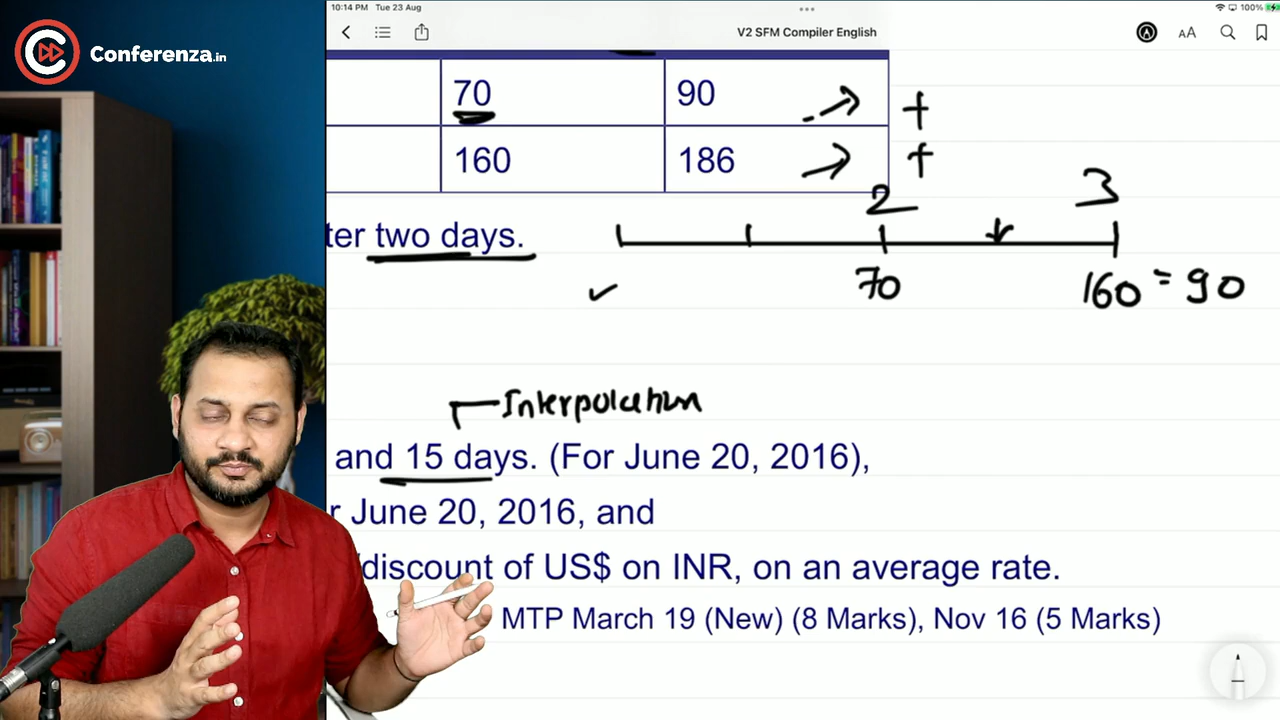 10:14 PM Tue 23 Aug
100%
Conferenza.in
V2 SFM Compiler English
AA
70 90 +
160 186 +
2 3
ter two days.
70 160 = 90
Interpolation
and 15 days. (For June 20, 2016),
r June 20, 2016, and
discount of US$ on INR, on an average rate.
MTP March 19 (New) (8 Marks), Nov 16 (5 Marks)